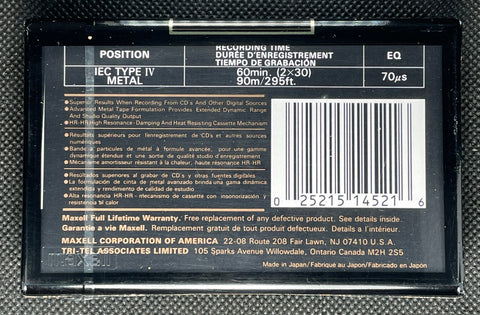 POSITION
RECORDING TIME
DURÉE D'ENREGISTREMENT
TIEMPO DE GRABACIÓN
EQ
IEC TYPE IV
METAL
60min. (2×30)
90m/295ft.
70μs
●Superior Results When Recording From CD's And Other Digital Sources
●Advanced Metal Tape Formulation Provides Extended Dynamic Range
And Studio Quality Output
●HR-HR(High Resonance - Damping And Heat Resisting Cassette Mechanism
●Résultats supérieurs pour l'enregistrement de "CD's et autres sources
numériques
●Bande à particules de métal à formule avancée, pour une gamme
dynamique étendue et une sortie de qualité studio d'enregistrement
●Mécanisme amortisseur résistant à la chaleur, haute résonance HR-HR
●Resultados superiores al grabar de "CD's y otras fuentes digitales
●La formulación de cinta de metal avanzado brinda una gama dinámica
extendida y rendimiento de calidad de estudio
●Alta resonancia HR-HR - mecanismo de cassette con insonorización y
resistencia al calor
0 25215 14521 6
Maxell Full Lifetime Warranty. Free replacement of any defective product. See details inside.
Garantie a vie Maxell. Remplacement gratuit de tout produit défectueux. Détails a l'intérieur.
MAXELL CORPORATION OF AMERICA 22-08 Route 208 Fair Lawn, NJ 07410 U.S.A.
TRI-TEL ASSOCIATES LIMITED 105 Sparks Avenue Willowdale, Ontario Canada M2H 2S5
Made in Japan/Fabriqué au Japon/Fabricado en Japón